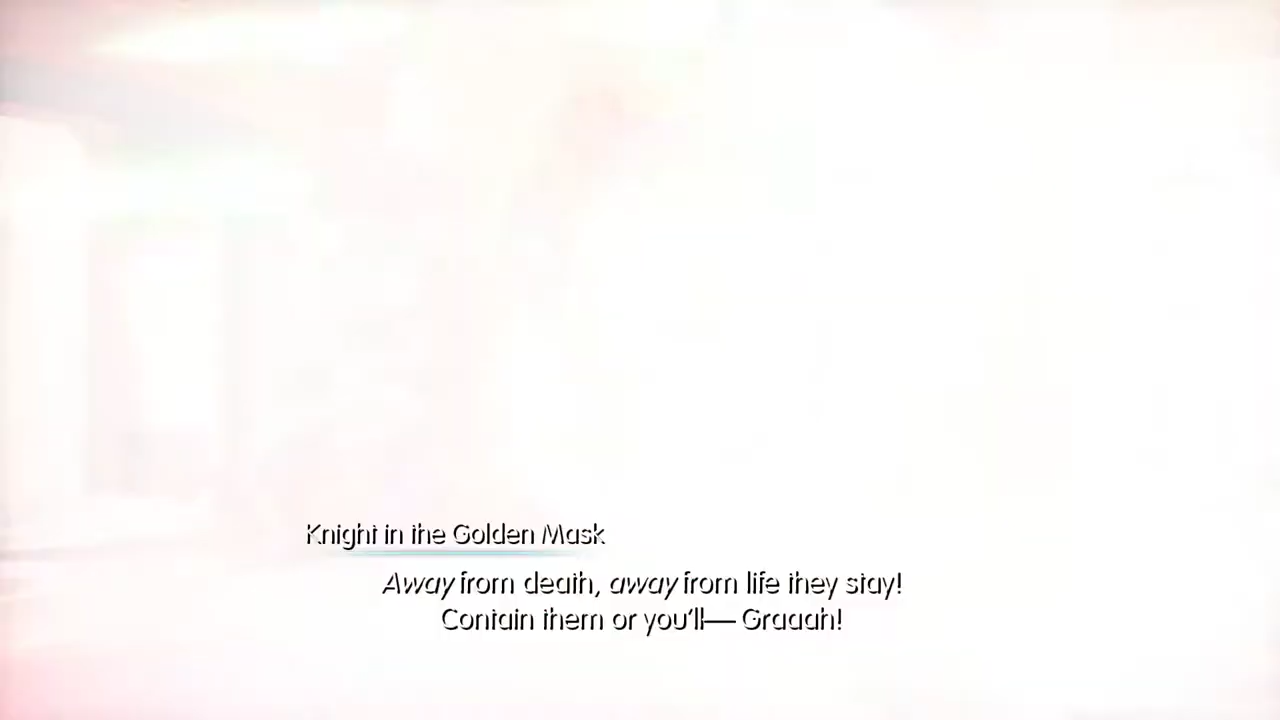 Knight in the Golden Mask
Away from death, away from life they stay!
Contain them or you'll— Graaah!